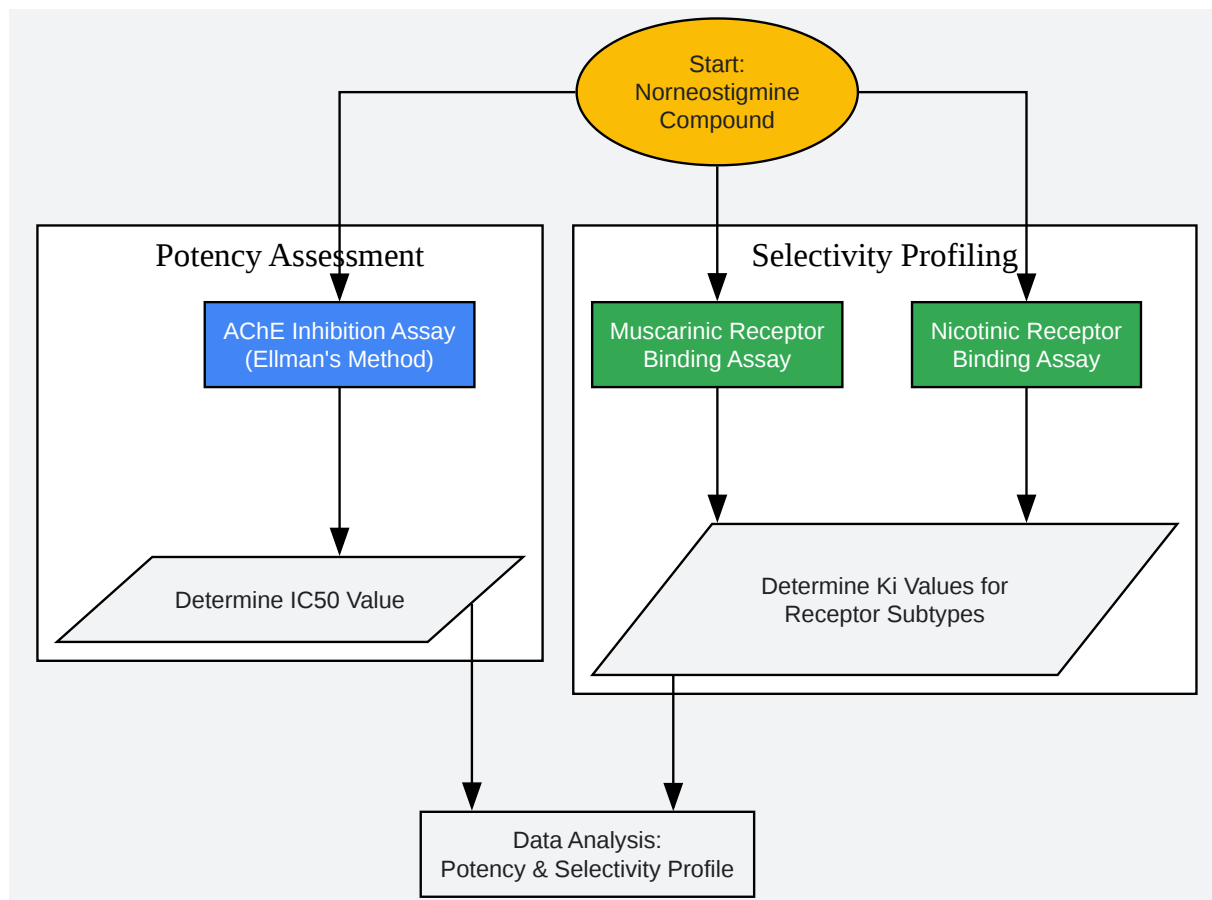 Start:
Norneostigmine
Compound
Potency Assessment
AChE Inhibition Assay
(Ellman's Method)
Determine IC50 Value
Selectivity Profiling
Muscarinic Receptor
Binding Assay
Nicotinic Receptor
Binding Assay
Determine Ki Values for
Receptor Subtypes
Data Analysis:
Potency & Selectivity Profile